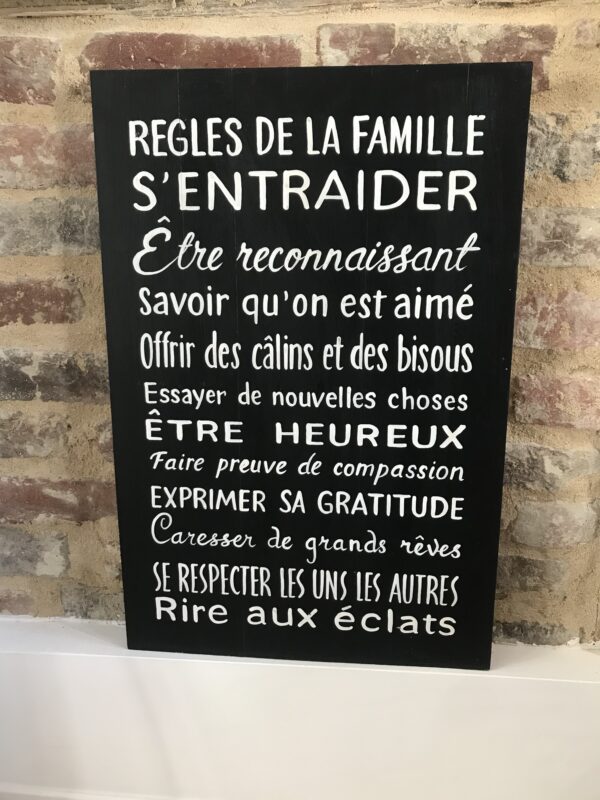 REGLES DE LA FAMILLE
S'ENTRAIDER
Être reconnaissant
Savoir qu'on est aimé
Offrir des câlins et des bisous
Essayer de nouvelles choses
ÊTRE HEUREUX
Faire preuve de compassion
EXPRIMER SA GRATITUDE
Caresser de grands rêves
SE RESPECTER LES UNS LES AUTRES
Rire aux éclats